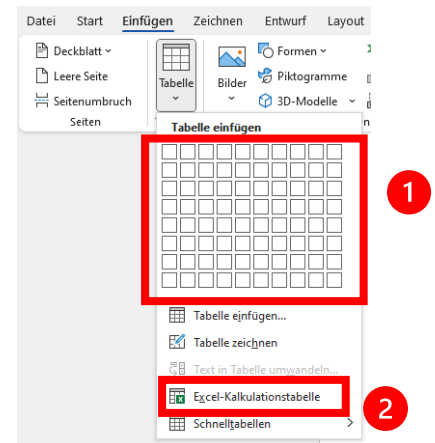 Datei Start Einfügen Zeichnen Entwurf Layout
Deckblatt
Leere Seite
Seitenumbruch
Seiten
Tabelle
Bilder
Formen
Piktogramme
3D-Modelle
Tabelle einfügen
1
Tabelle einfügen...
Tabelle zeichnen
Text in Tabelle umwandeln...
Excel-Kalkulationstabelle
2
Schnelltabellen